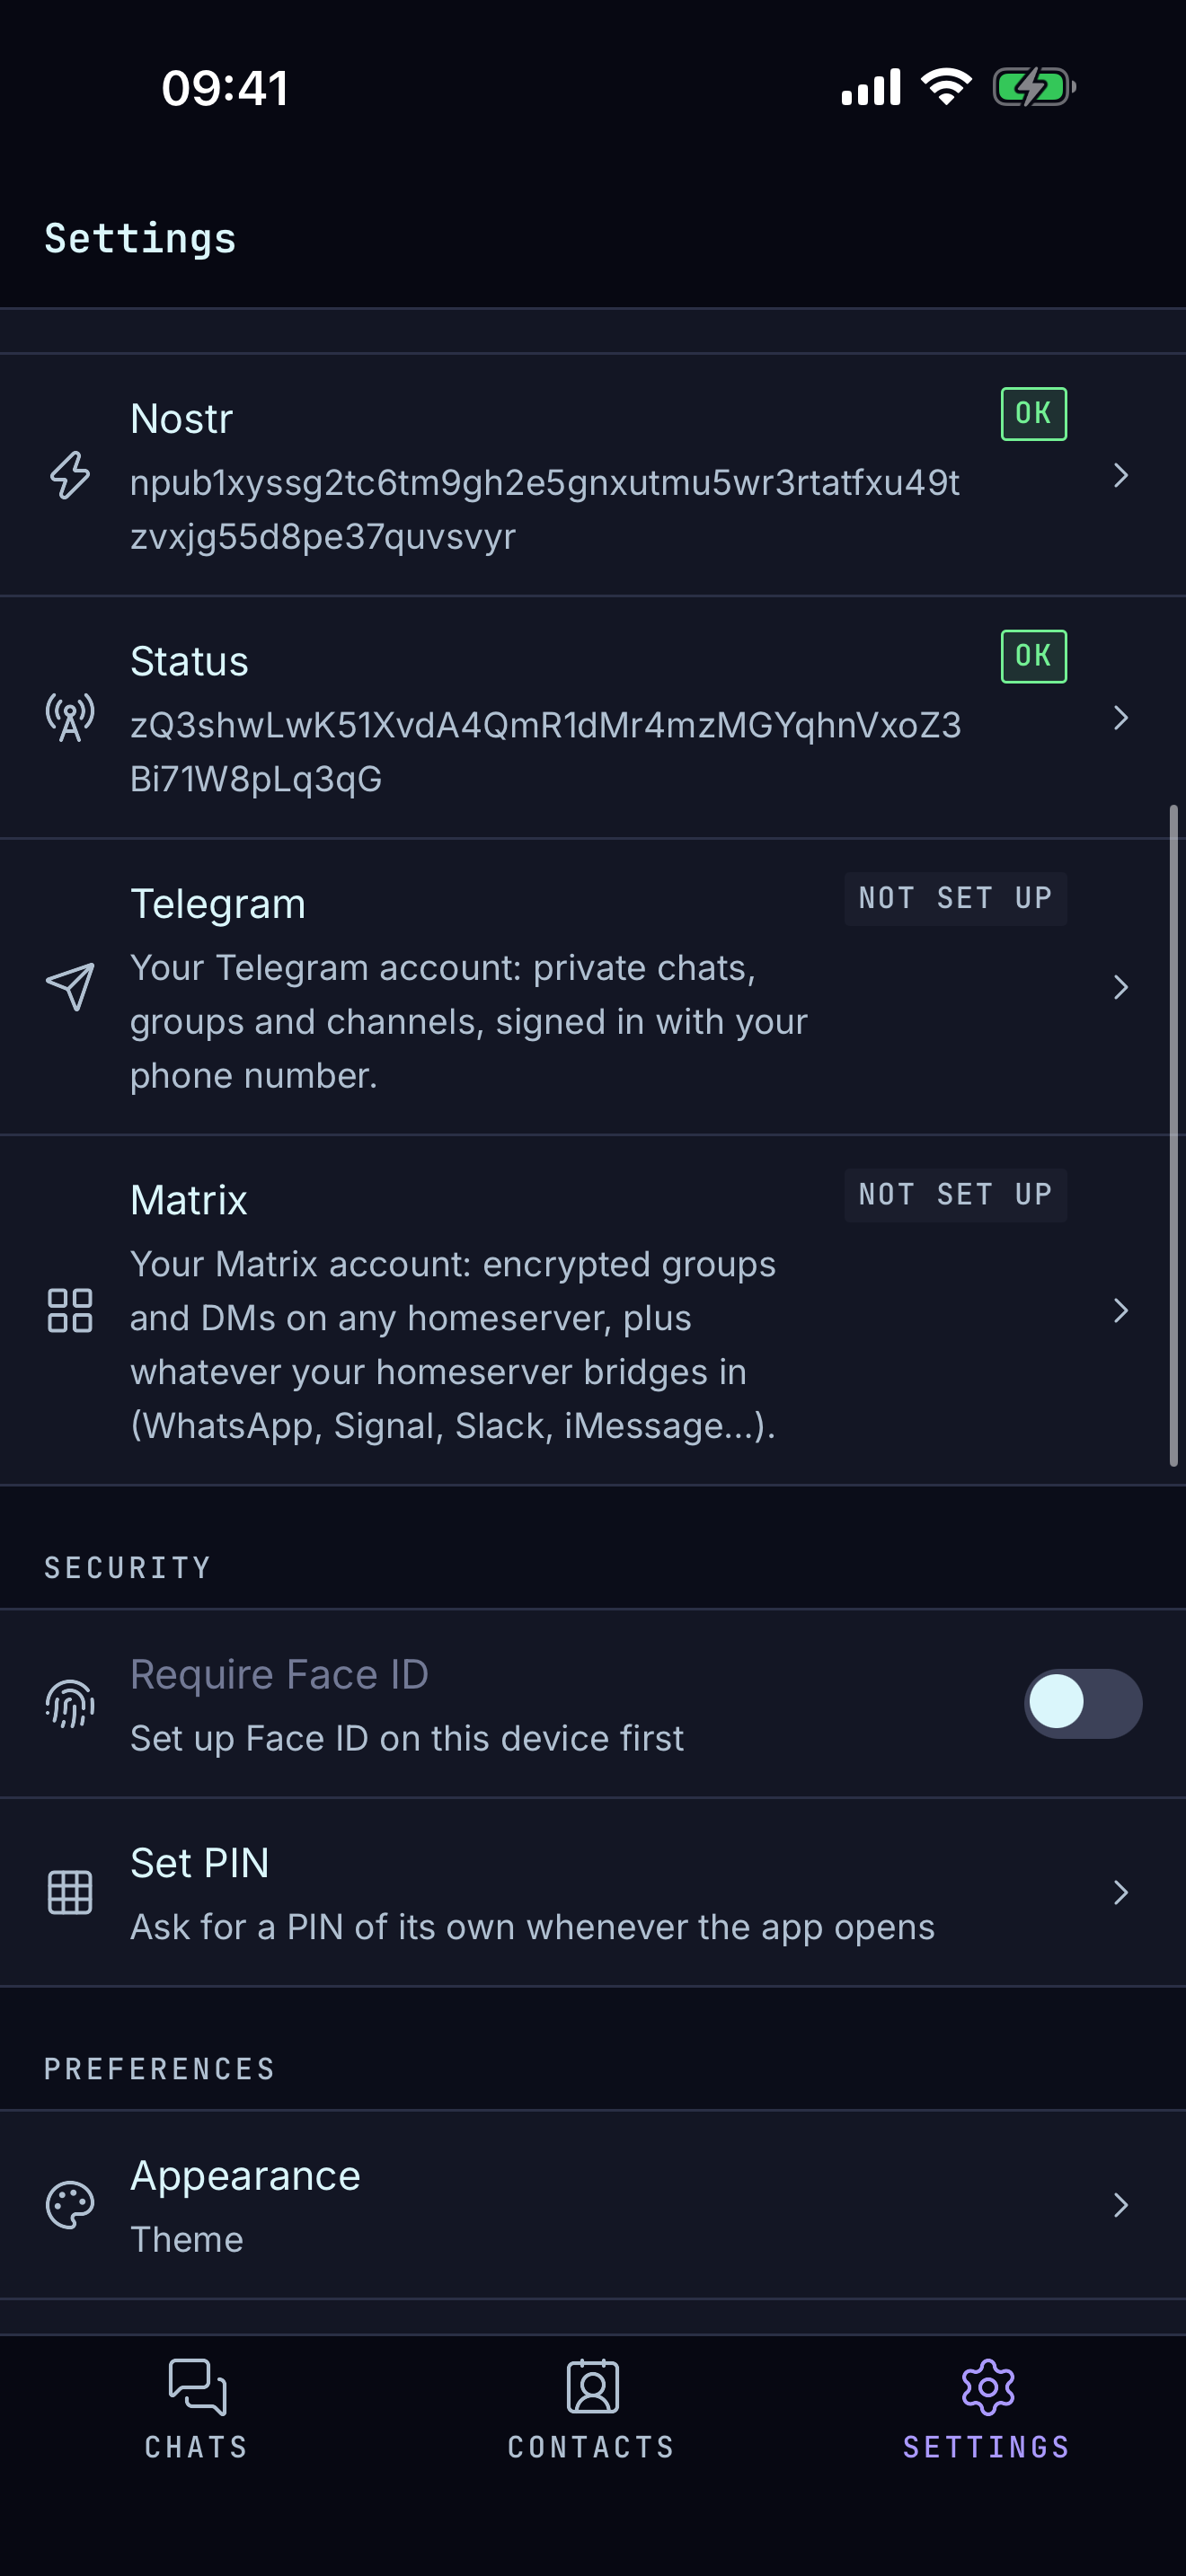 09:41
Settings
Nostr
OK
npub1xyssg2tc6tm9gh2e5gnxutmu5wr3rtatfxu49t
zvxjg55d8pe37quvsvyr
Status
OK
zQ3shwLwK51XvdA4QmR1dMr4mzMGYqhnVxoZ3
Bi71W8pLq3qG
Telegram
NOT SET UP
Your Telegram account: private chats,
groups and channels, signed in with your
phone number.
Matrix
NOT SET UP
Your Matrix account: encrypted groups
and DMs on any homeserver, plus
whatever your homeserver bridges in
(WhatsApp, Signal, Slack, iMessage...).
SECURITY
Require Face ID
Set up Face ID on this device first
Set PIN
Ask for a PIN of its own whenever the app opens
PREFERENCES
Appearance
Theme
CHATS
CONTACTS
SETTINGS